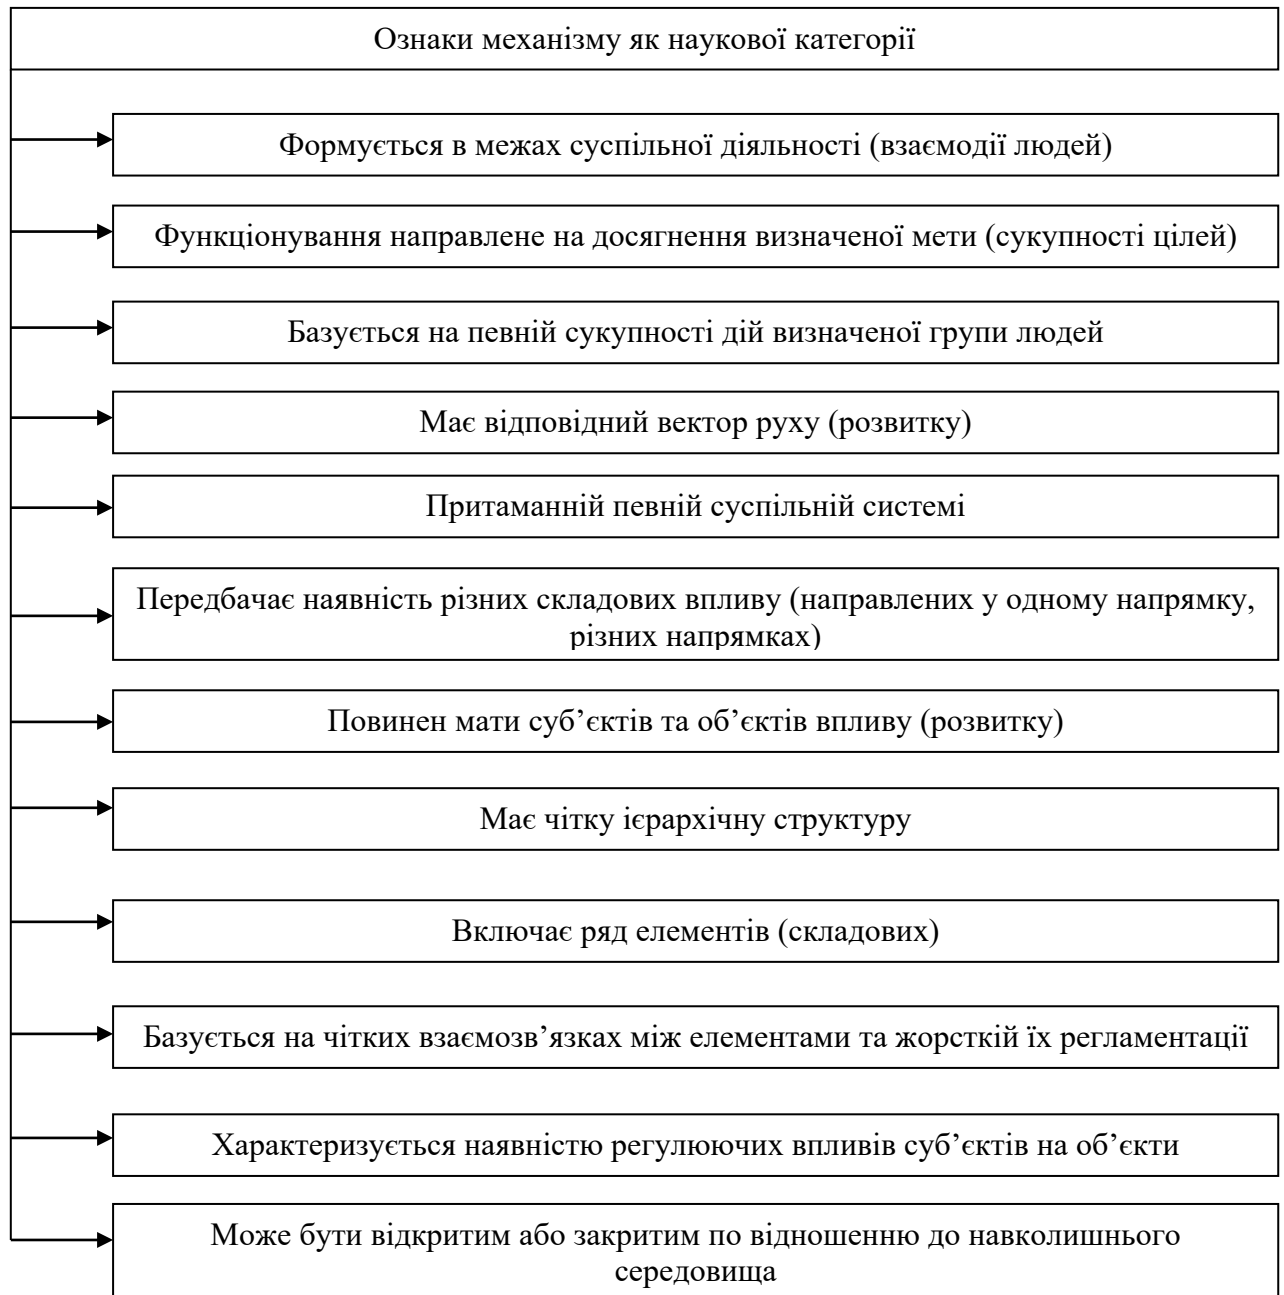 Ознаки механізму як наукової категорії
Формується в межах суспільної діяльності (взаємодії людей)
Функціонування направлене на досягнення визначеної мети (сукупності цілей)
Базується на певній сукупності дій визначеної групи людей
Має відповідний вектор руху (розвитку)
Притаманній певній суспільній системі
Передбачає наявність різних складових впливу (направлених у одному напрямку,
різних напрямках)
Повинен мати суб’єктів та об’єктів впливу (розвитку)
Має чітку ієрархічну структуру
Включає ряд елементів (складових)
Базується на чітких взаємозв’язках між елементами та жорсткій їх регламентації
Характеризується наявністю регулюючих впливів суб’єктів на об’єкти
Може бути відкритим або закритим по відношенню до навколишнього
середовища